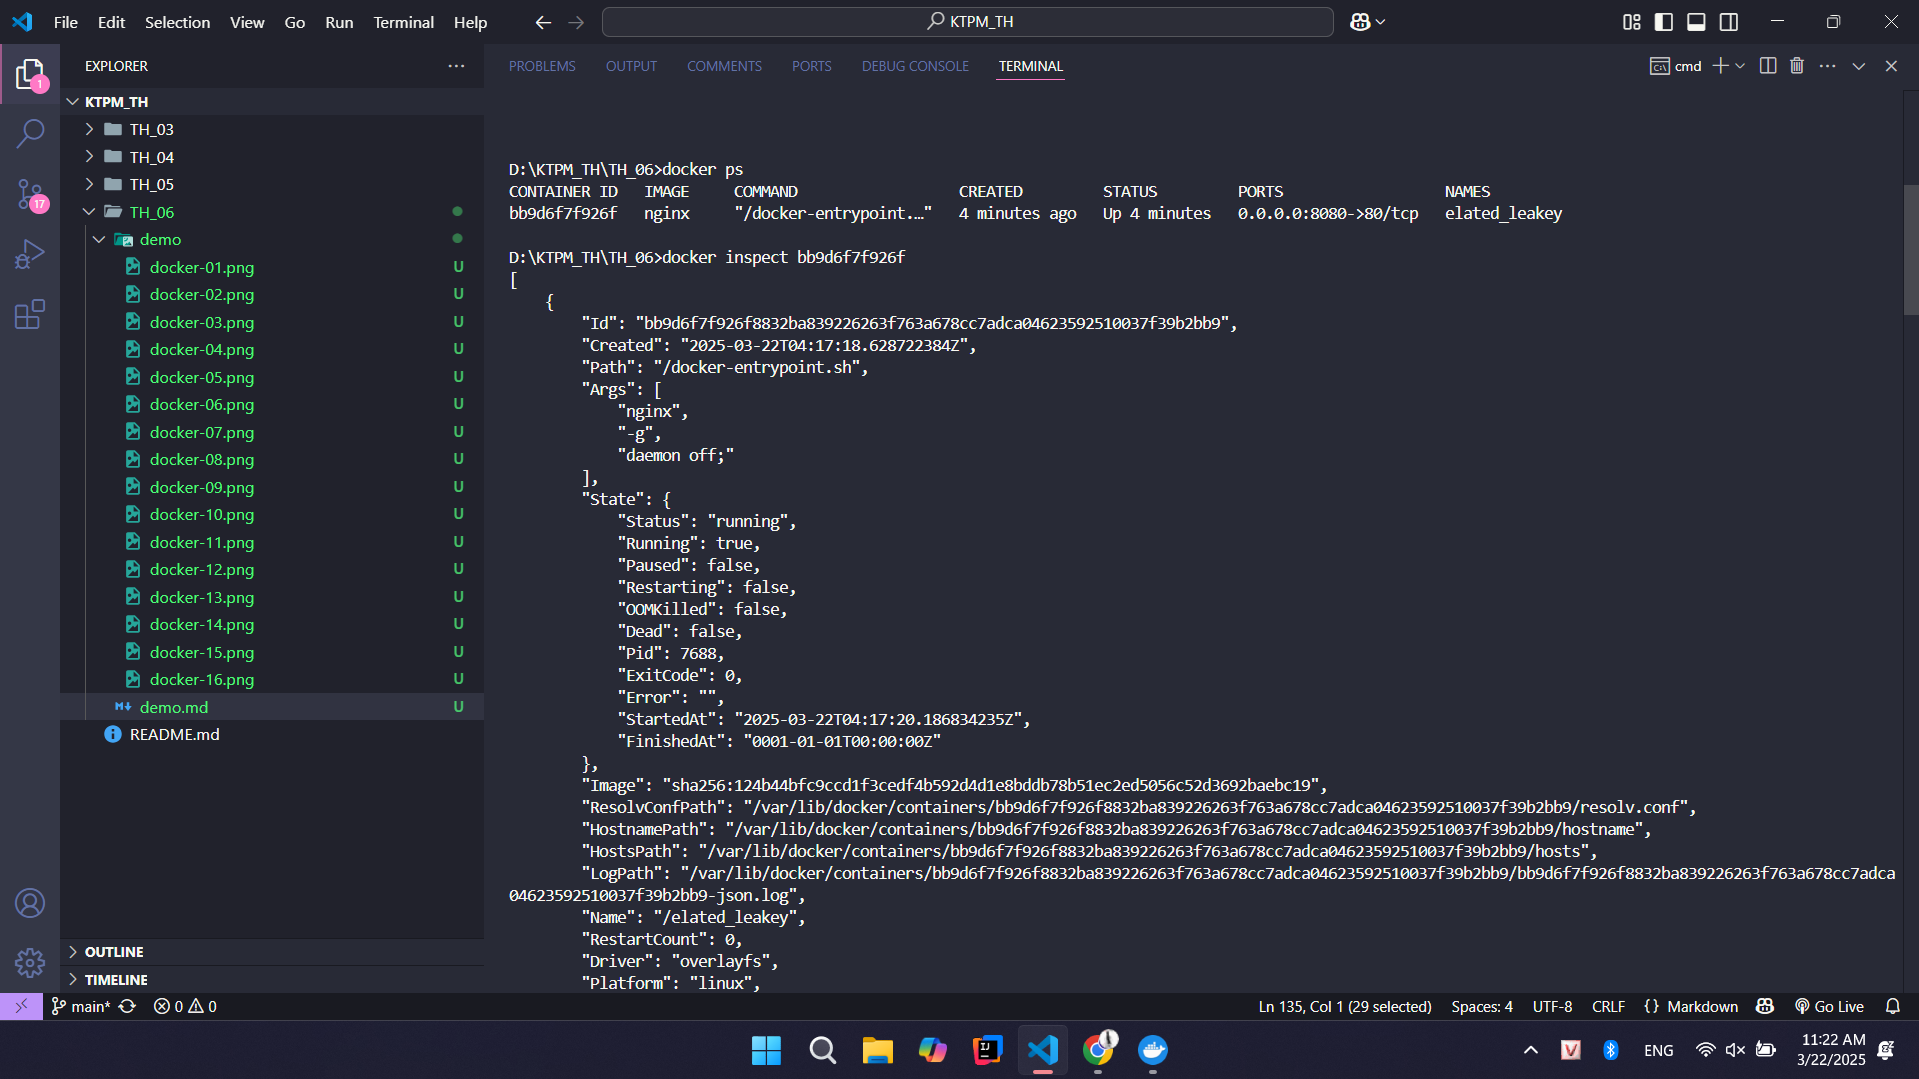 File Edit Selection View Go Run Terminal Help
KTPM_TH
EXPLORER
KTPM_TH
TH_03
TH_04
TH_05
TH_06
demo
docker-01.png U
docker-02.png U
docker-03.png U
docker-04.png U
docker-05.png U
docker-06.png U
docker-07.png U
docker-08.png U
docker-09.png U
docker-10.png U
docker-11.png U
docker-12.png U
docker-13.png U
docker-14.png U
docker-15.png U
docker-16.png U
demo.md U
README.md
OUTLINE
TIMELINE
1
17
PROBLEMS OUTPUT COMMENTS PORTS DEBUG CONSOLE TERMINAL
cmd
D:\KTPM_TH\TH_06>docker ps
CONTAINER ID IMAGE COMMAND CREATED STATUS PORTS NAMES
bb9d6f7f926f nginx "/docker-entrypoint.…" 4 minutes ago Up 4 minutes 0.0.0.0:8080->80/tcp elated_leakey
D:\KTPM_TH\TH_06>docker inspect bb9d6f7f926f
[
{
"Id": "bb9d6f7f926f8832ba839226263f763a678cc7adca04623592510037f39b2bb9",
"Created": "2025-03-22T04:17:18.628722384Z",
"Path": "/docker-entrypoint.sh",
"Args": [
"nginx",
"-g",
"daemon off;"
],
"State": {
"Status": "running",
"Running": true,
"Paused": false,
"Restarting": false,
"OOMKilled": false,
"Dead": false,
"Pid": 7688,
"ExitCode": 0,
"Error": "",
"StartedAt": "2025-03-22T04:17:20.186834235Z",
"FinishedAt": "0001-01-01T00:00:00Z"
},
"Image": "sha256:124b44bfc9ccd1f3cedf4b592d4d1e8bddb78b51ec2ed5056c52d3692baebc19",
"ResolvConfPath": "/var/lib/docker/containers/bb9d6f7f926f8832ba839226263f763a678cc7adca04623592510037f39b2bb9/resolv.conf",
"HostnamePath": "/var/lib/docker/containers/bb9d6f7f926f8832ba839226263f763a678cc7adca04623592510037f39b2bb9/hostname",
"HostsPath": "/var/lib/docker/containers/bb9d6f7f926f8832ba839226263f763a678cc7adca04623592510037f39b2bb9/hosts",
"LogPath": "/var/lib/docker/containers/bb9d6f7f926f8832ba839226263f763a678cc7adca04623592510037f39b2bb9/bb9d6f7f926f8832ba839226263f763a678cc7adca
04623592510037f39b2bb9-json.log",
"Name": "/elated_leakey",
"RestartCount": 0,
"Driver": "overlayfs",
"Platform": "linux",
main* 0 0 Ln 135, Col 1 (29 selected) Spaces: 4 UTF-8 CRLF {} Markdown Go Live
ENG
11:22 AM
3/22/2025